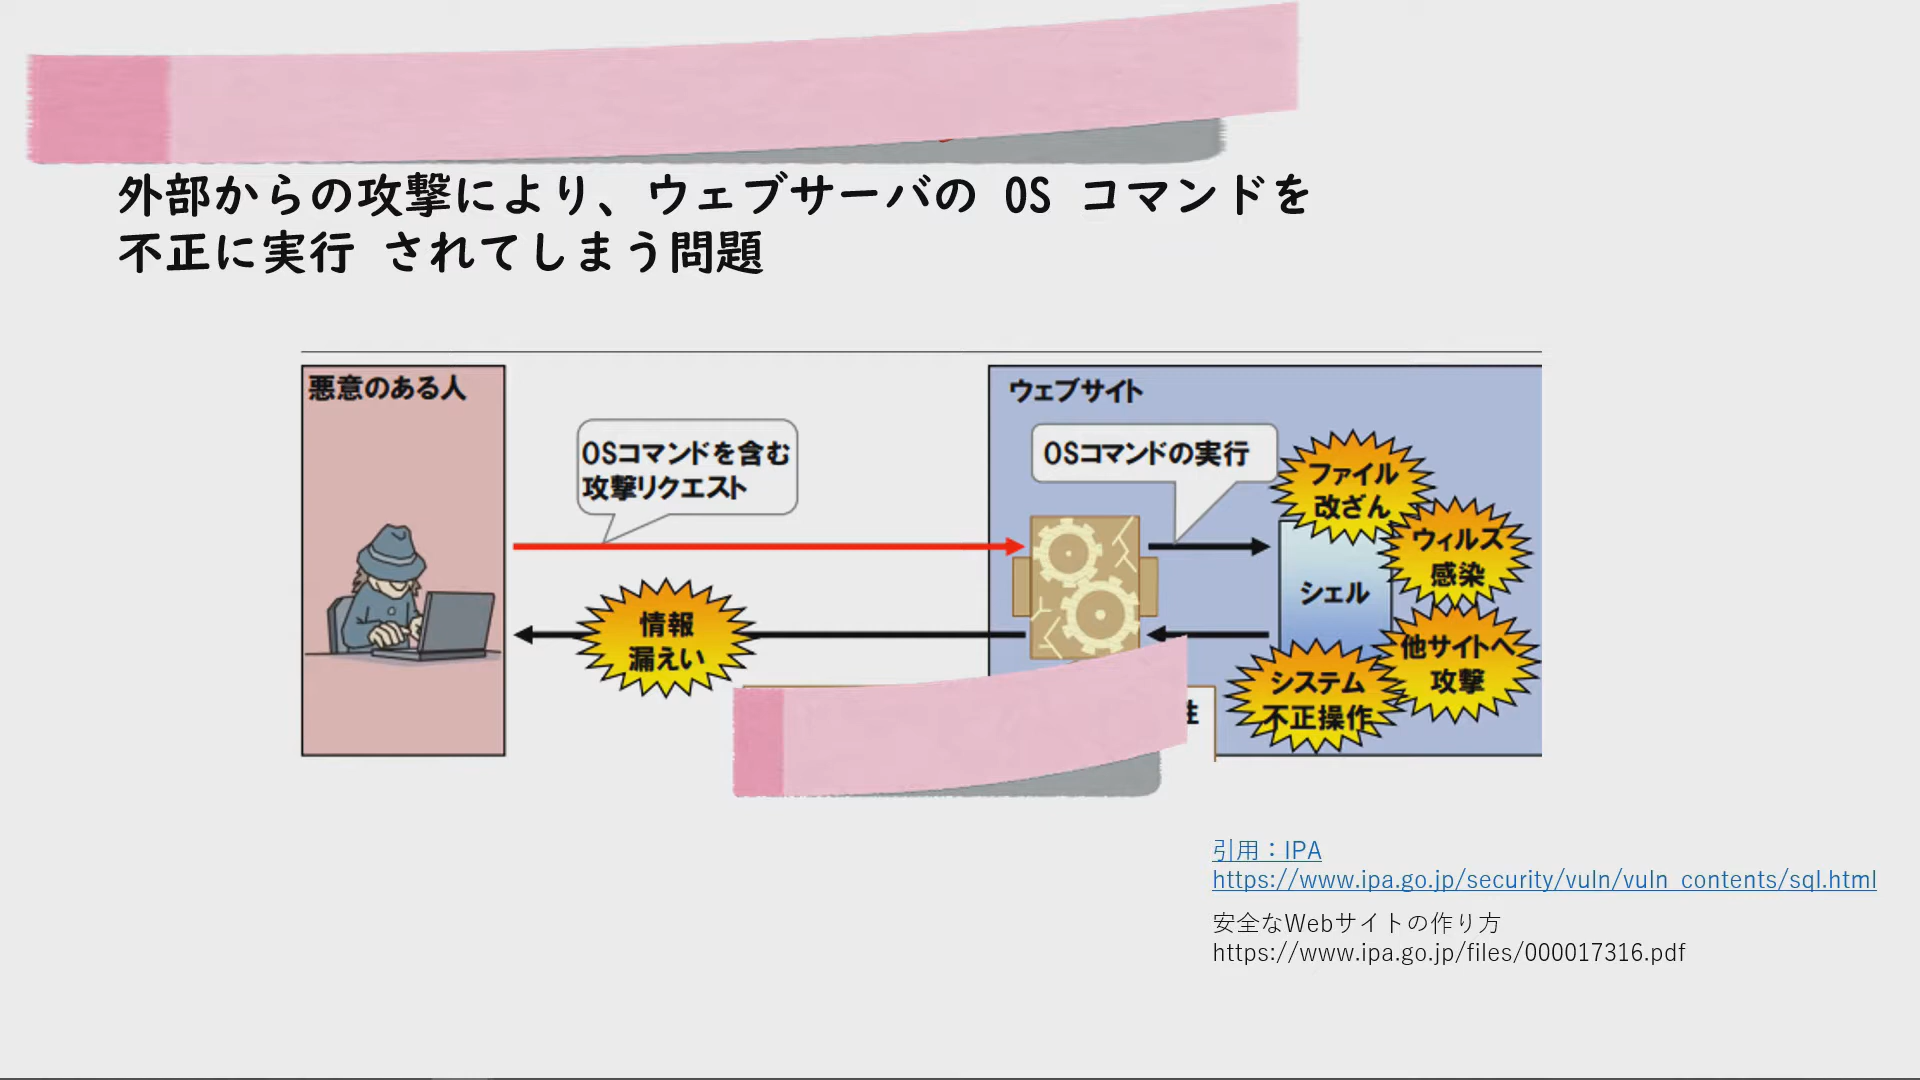 外部からの攻撃により、ウェブサーバの OS コマンドを
不正に実行 されてしまう問題
悪意のある人
ウェブサイト
OSコマンドを含む
攻撃リクエスト
OSコマンドの実行
ファイル
改ざん
ウィルス
感染
シェル
情報
漏えい
他サイトへ
攻撃
システム
不正操作
性
引用：IPA
https://www.ipa.go.jp/security/vuln/vuln_contents/sql.html
安全なWebサイトの作り方
https://www.ipa.go.jp/files/000017316.pdf